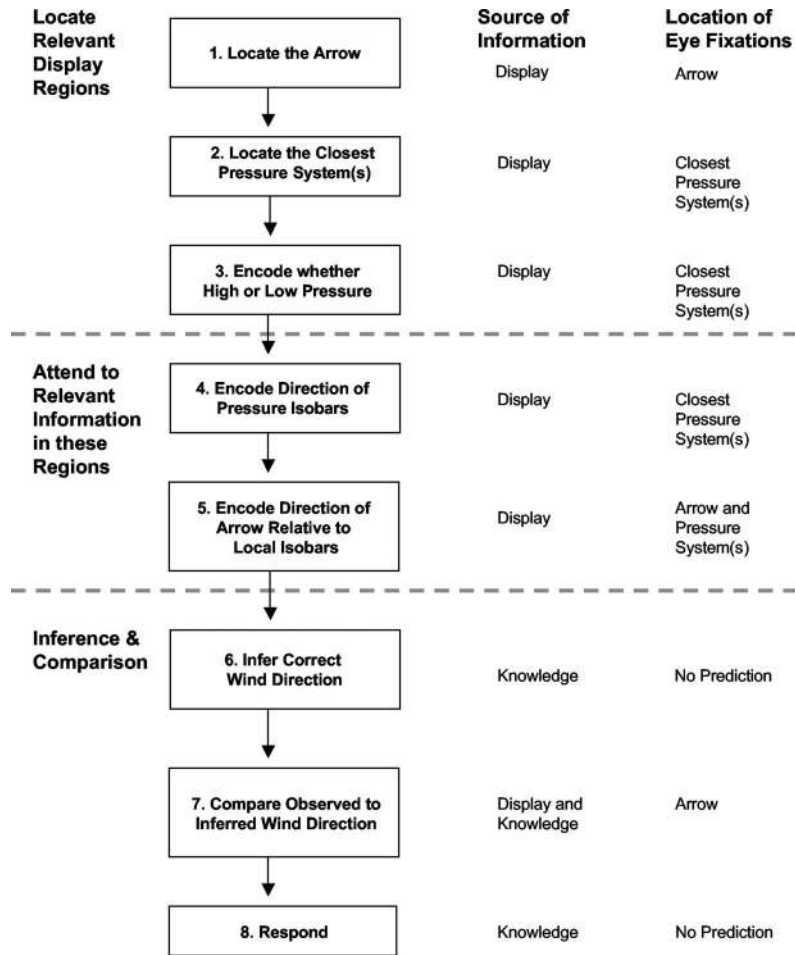 Locate
Relevant
Display
Regions
1. Locate the Arrow
Source of
Information
Location of
Eye Fixations
Display
Arrow
2. Locate the Closest
Pressure System(s)
Display
Closest
Pressure
System(s)
3. Encode whether
High or Low Pressure
Display
Closest
Pressure
System(s)
Attend to
Relevant
Information
in these
Regions
4. Encode Direction of
Pressure Isobars
Display
Closest
Pressure
System(s)
5. Encode Direction of
Arrow Relative to
Local Isobars
Display
Arrow and
Pressure
System(s)
Inference &
Comparison
6. Infer Correct
Wind Direction
Knowledge
No Prediction
7. Compare Observed to
Inferred Wind Direction
Display and
Knowledge
Arrow
8. Respond
Knowledge
No Prediction